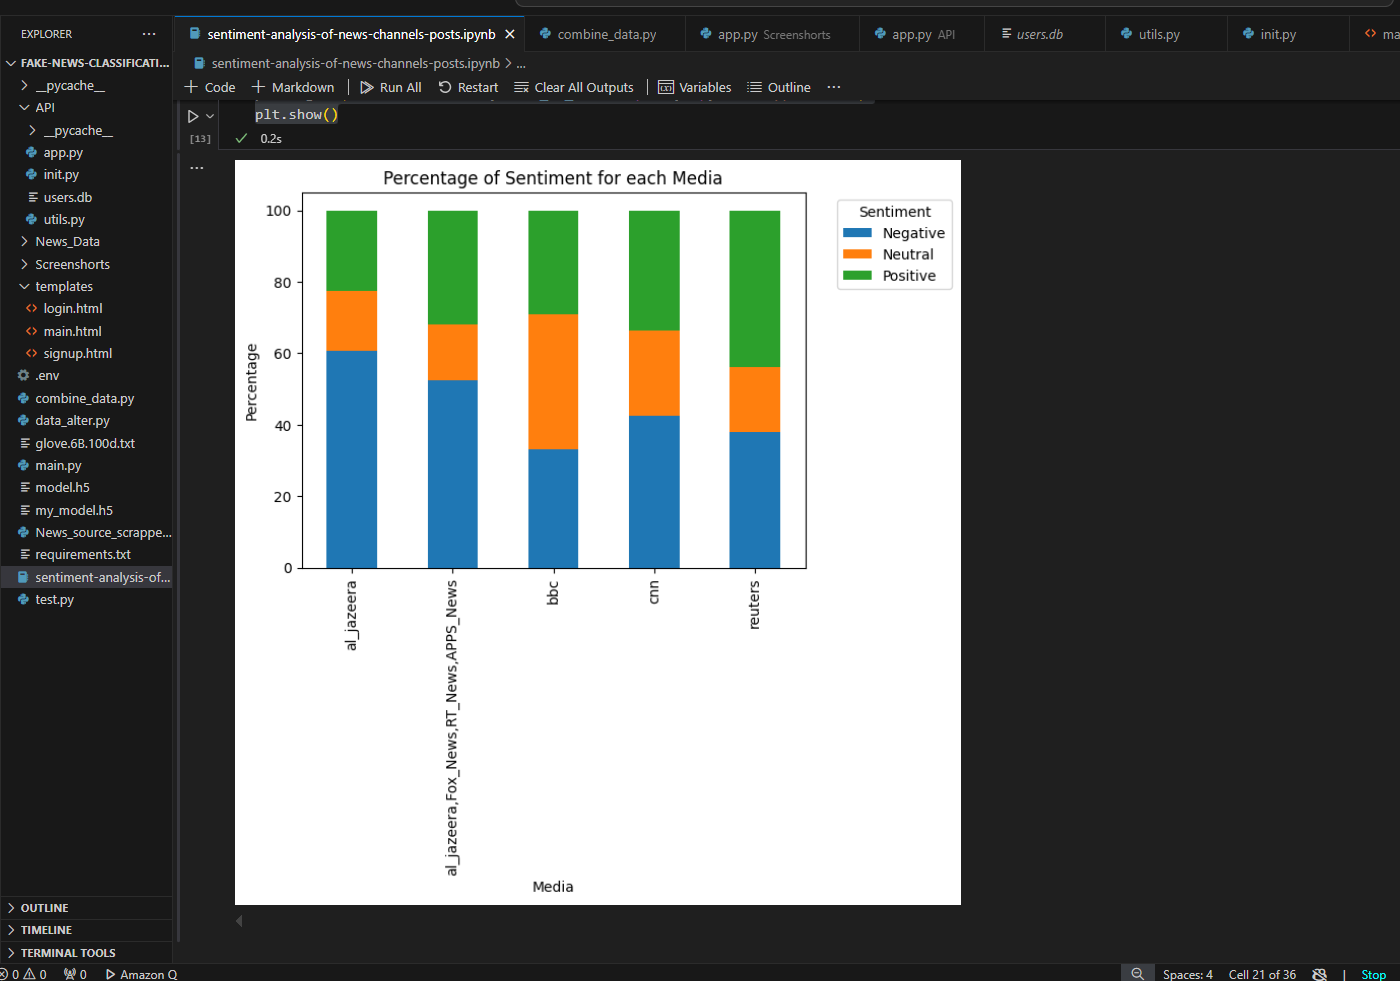 EXPLORER ...
FAKE-NEWS-CLASSIFICATI...
__pycache__
API
__pycache__
app.py
init.py
users.db
utils.py
News_Data
Screenshorts
templates
login.html
main.html
signup.html
.env
combine_data.py
data_alter.py
glove.6B.100d.txt
main.py
model.h5
my_model.h5
News_source_scrappe...
requirements.txt
sentiment-analysis-of...
test.py
OUTLINE
TIMELINE
TERMINAL TOOLS
sentiment-analysis-of-news-channels-posts.ipynb
combine_data.py
app.py Screenshorts
app.py API
users.db
utils.py
init.py
ma
sentiment-analysis-of-news-channels-posts.ipynb > ...
+ Code + Markdown | Run All Restart Clear All Outputs | Variables Outline ...
plt.show()
[13] 0.2s
...
Percentage of Sentiment for each Media
100
80
60
40
20
0
Percentage
Sentiment
Negative
Neutral
Positive
al_jazeera
al_jazeera,Fox_News,RT_News,APPS_News
bbc
cnn
reuters
Media
0 0 0 Amazon Q
Spaces: 4 Cell 21 of 36 | Stop